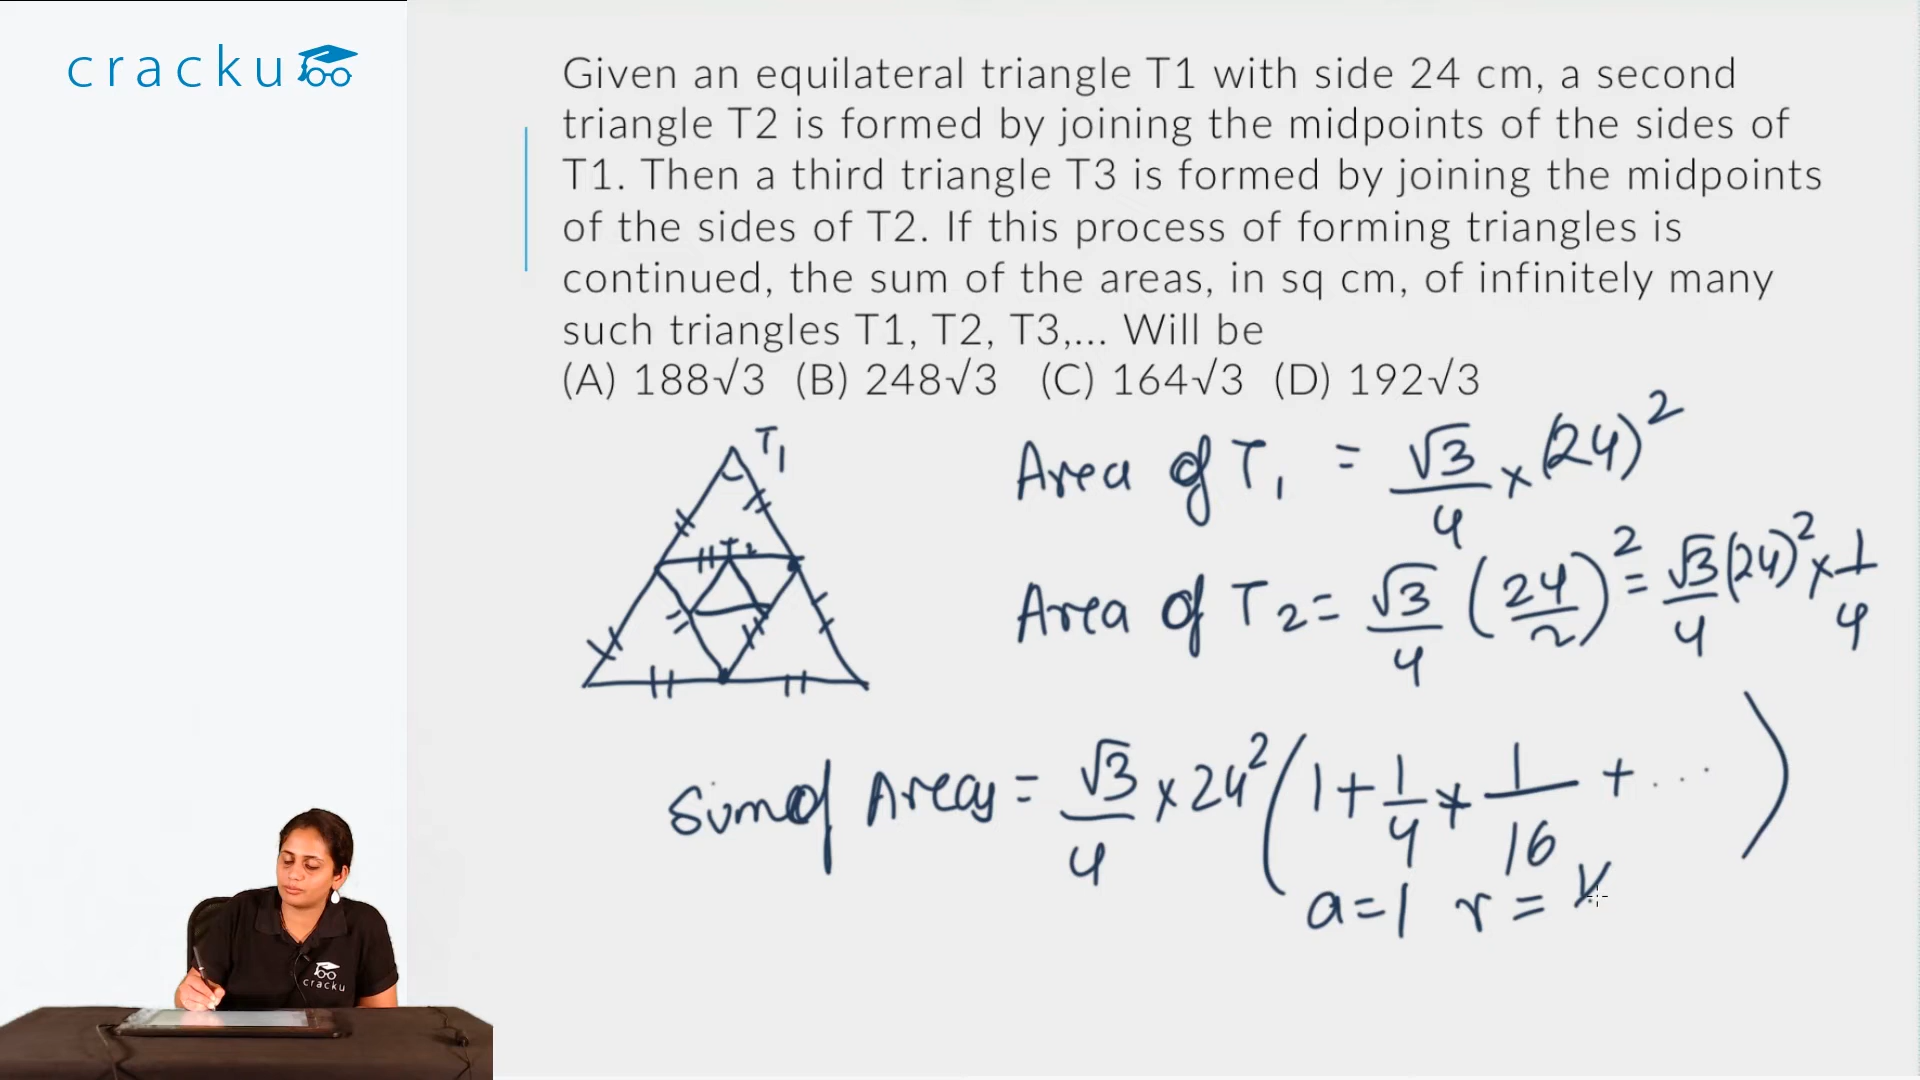 cracku
Given an equilateral triangle T1 with side 24 cm, a second
triangle T2 is formed by joining the midpoints of the sides of
T1. Then a third triangle T3 is formed by joining the midpoints
of the sides of T2. If this process of forming triangles is
continued, the sum of the areas, in sq cm, of infinitely many
such triangles T1, T2, T3,... Will be
(A) 188√3 (B) 248√3 (C) 164√3 (D) 192√3
T1
T2
Area of T1 = √3/4 × (24)²
Area of T2 = √3/4 (24/2)² = √3/4 (24)² × 1/4
Sum of Areas = √3/4 × 24² (1 + 1/4 + 1/16 + ...)
a=1 r =
cracku